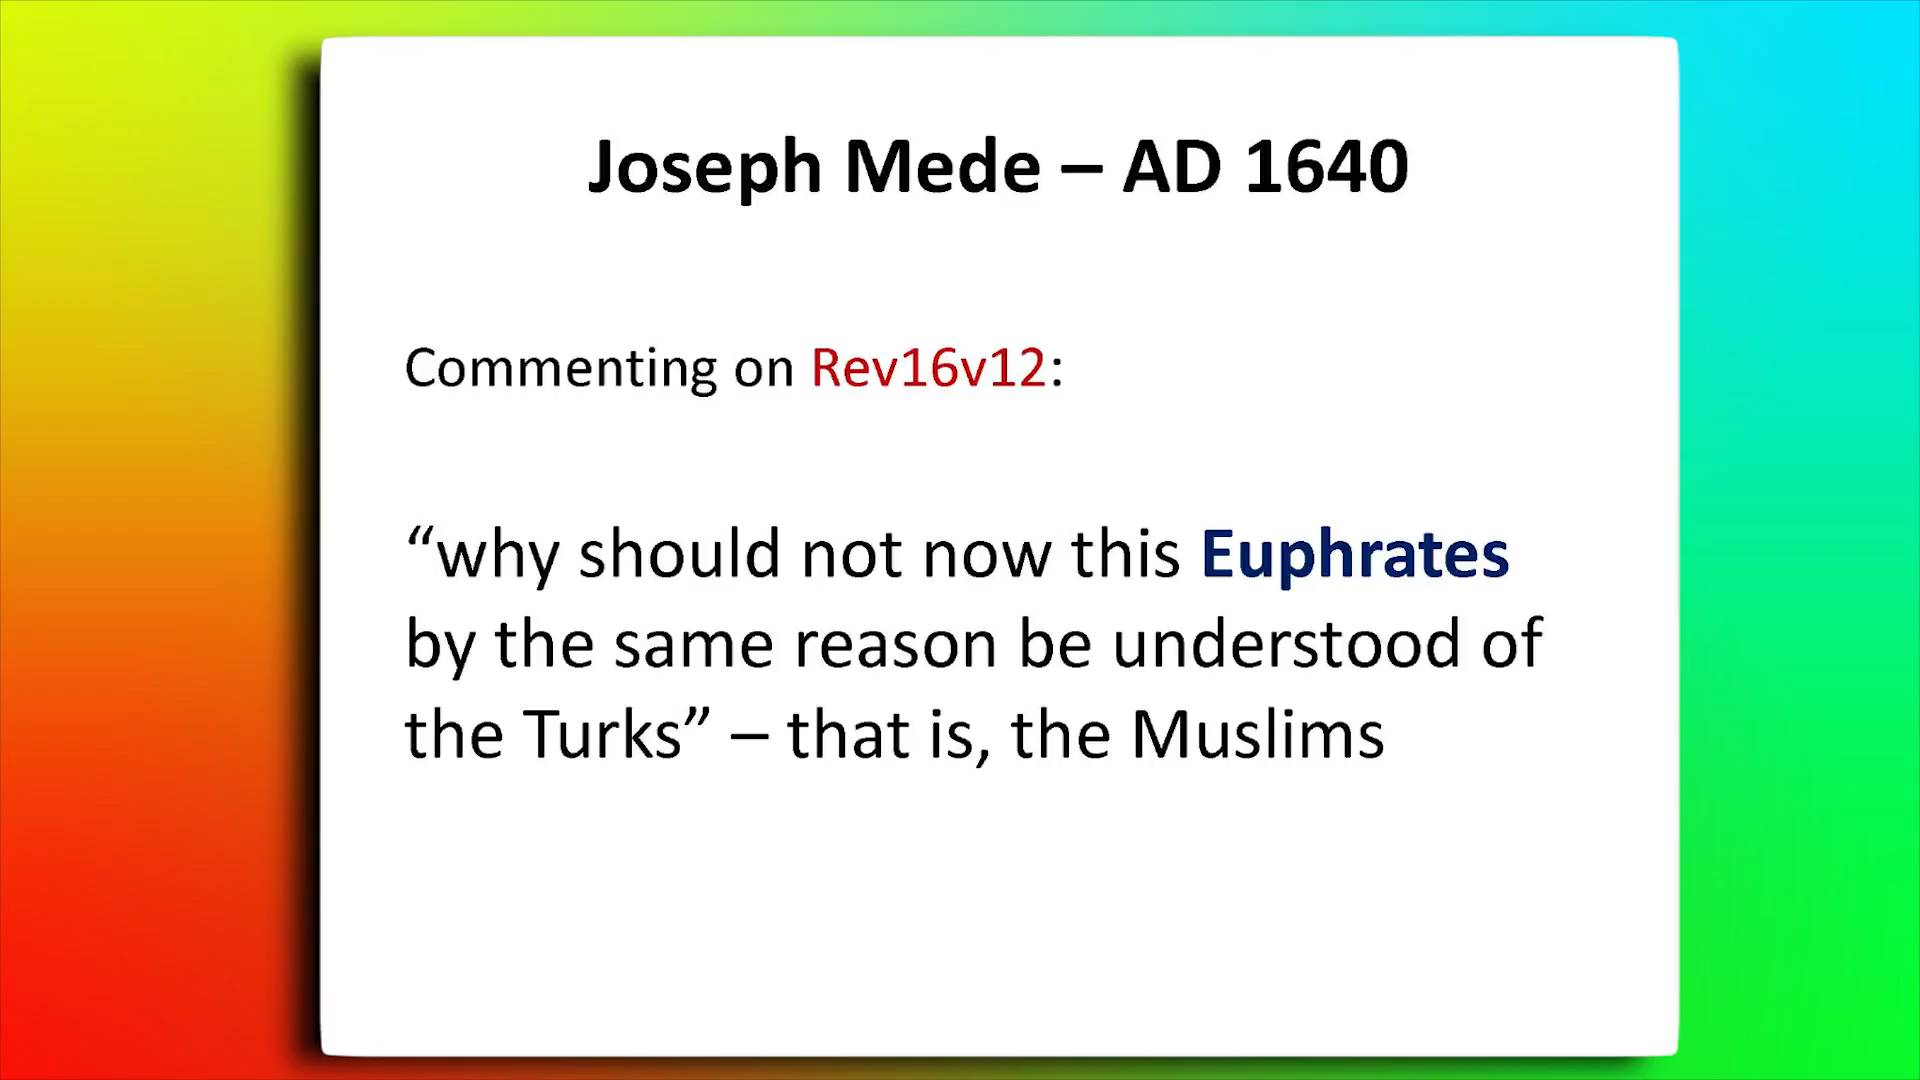 Joseph Mede – AD 1640
Commenting on Rev16v12:
“why should not now this Euphrates
by the same reason be understood of
the Turks” – that is, the Muslims